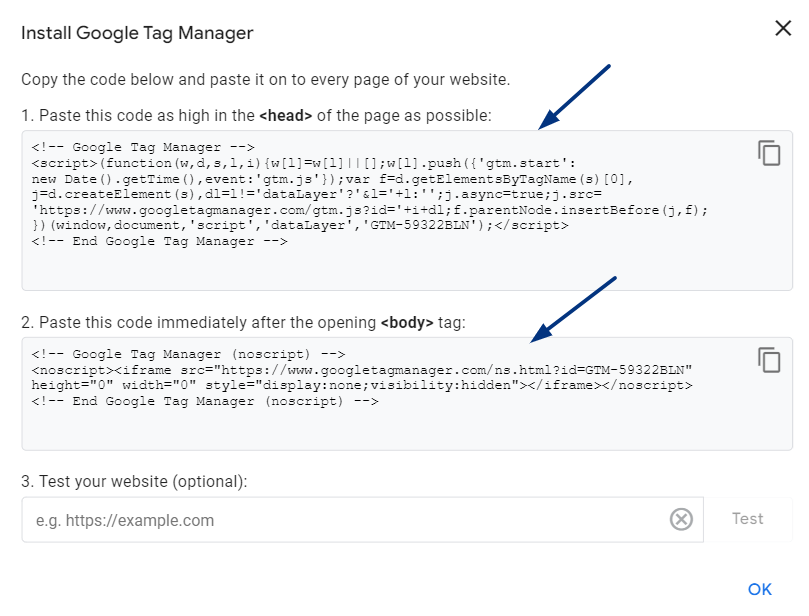 Install Google Tag Manager
Copy the code below and paste it on to every page of your website.
1. Paste this code as high in the <head> of the page as possible:
<!-- Google Tag Manager -->
<script>(function(w,d,s,l,i){w[l]=w[l]||[];w[l].push({'gtm.start':
new Date().getTime(),event:'gtm.js'});var f=d.getElementsByTagName(s)[0],
j=d.createElement(s),dl=l!='dataLayer'?'&l='+l:'';j.async=true;j.src=
'https://www.googletagmanager.com/gtm.js?id='+i+dl;f.parentNode.insertBefore(j,f);
})(window,document,'script','dataLayer','GTM-59322BLN');</script>
<!-- End Google Tag Manager -->
2. Paste this code immediately after the opening <body> tag:
<!-- Google Tag Manager (noscript) -->
<noscript><iframe src="https://www.googletagmanager.com/ns.html?id=GTM-59322BLN"
height="0" width="0" style="display:none;visibility:hidden"></iframe></noscript>
<!-- End Google Tag Manager (noscript) -->
3. Test your website (optional):
e.g. https://example.com
Test
OK